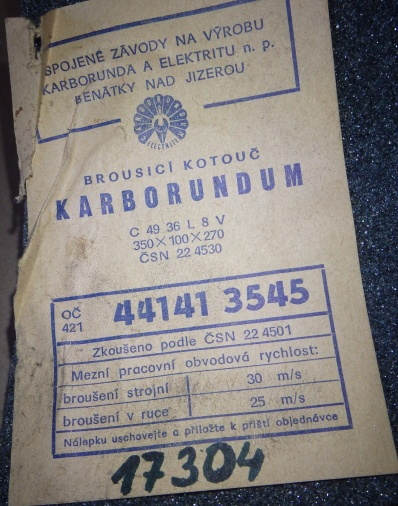 SPOJENÉ ZÁVODY NA VÝROBU
KARBORUNDA A ELEKTRITU n. p.
BENÁTKY NAD JIZEROU
ELECTRITE
BROUSICÍ KOTOUČ
KARBORUNDUM
C 49 36 L 8 V
350×100×270
ČSN 22 4530
OČ
421
44141 3545
Zkoušeno podle ČSN 22 4501
Mezní pracovní obvodová rychlost:
broušení strojní 30 m/s
broušení v ruce 25 m/s
Nálepku uschovejte a přiložte k příští objednávce
17304